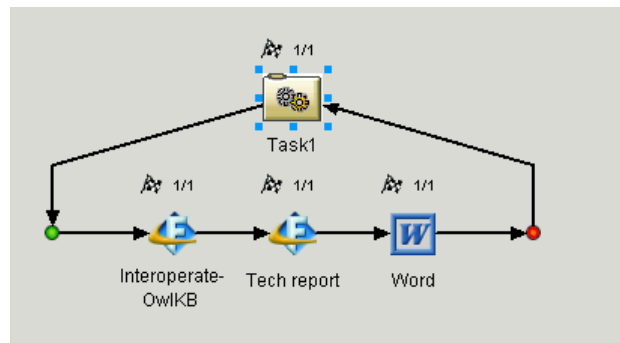 1/1
Task1
1/1 1/1 1/1
Interoperate- Tech report Word
OwlKB